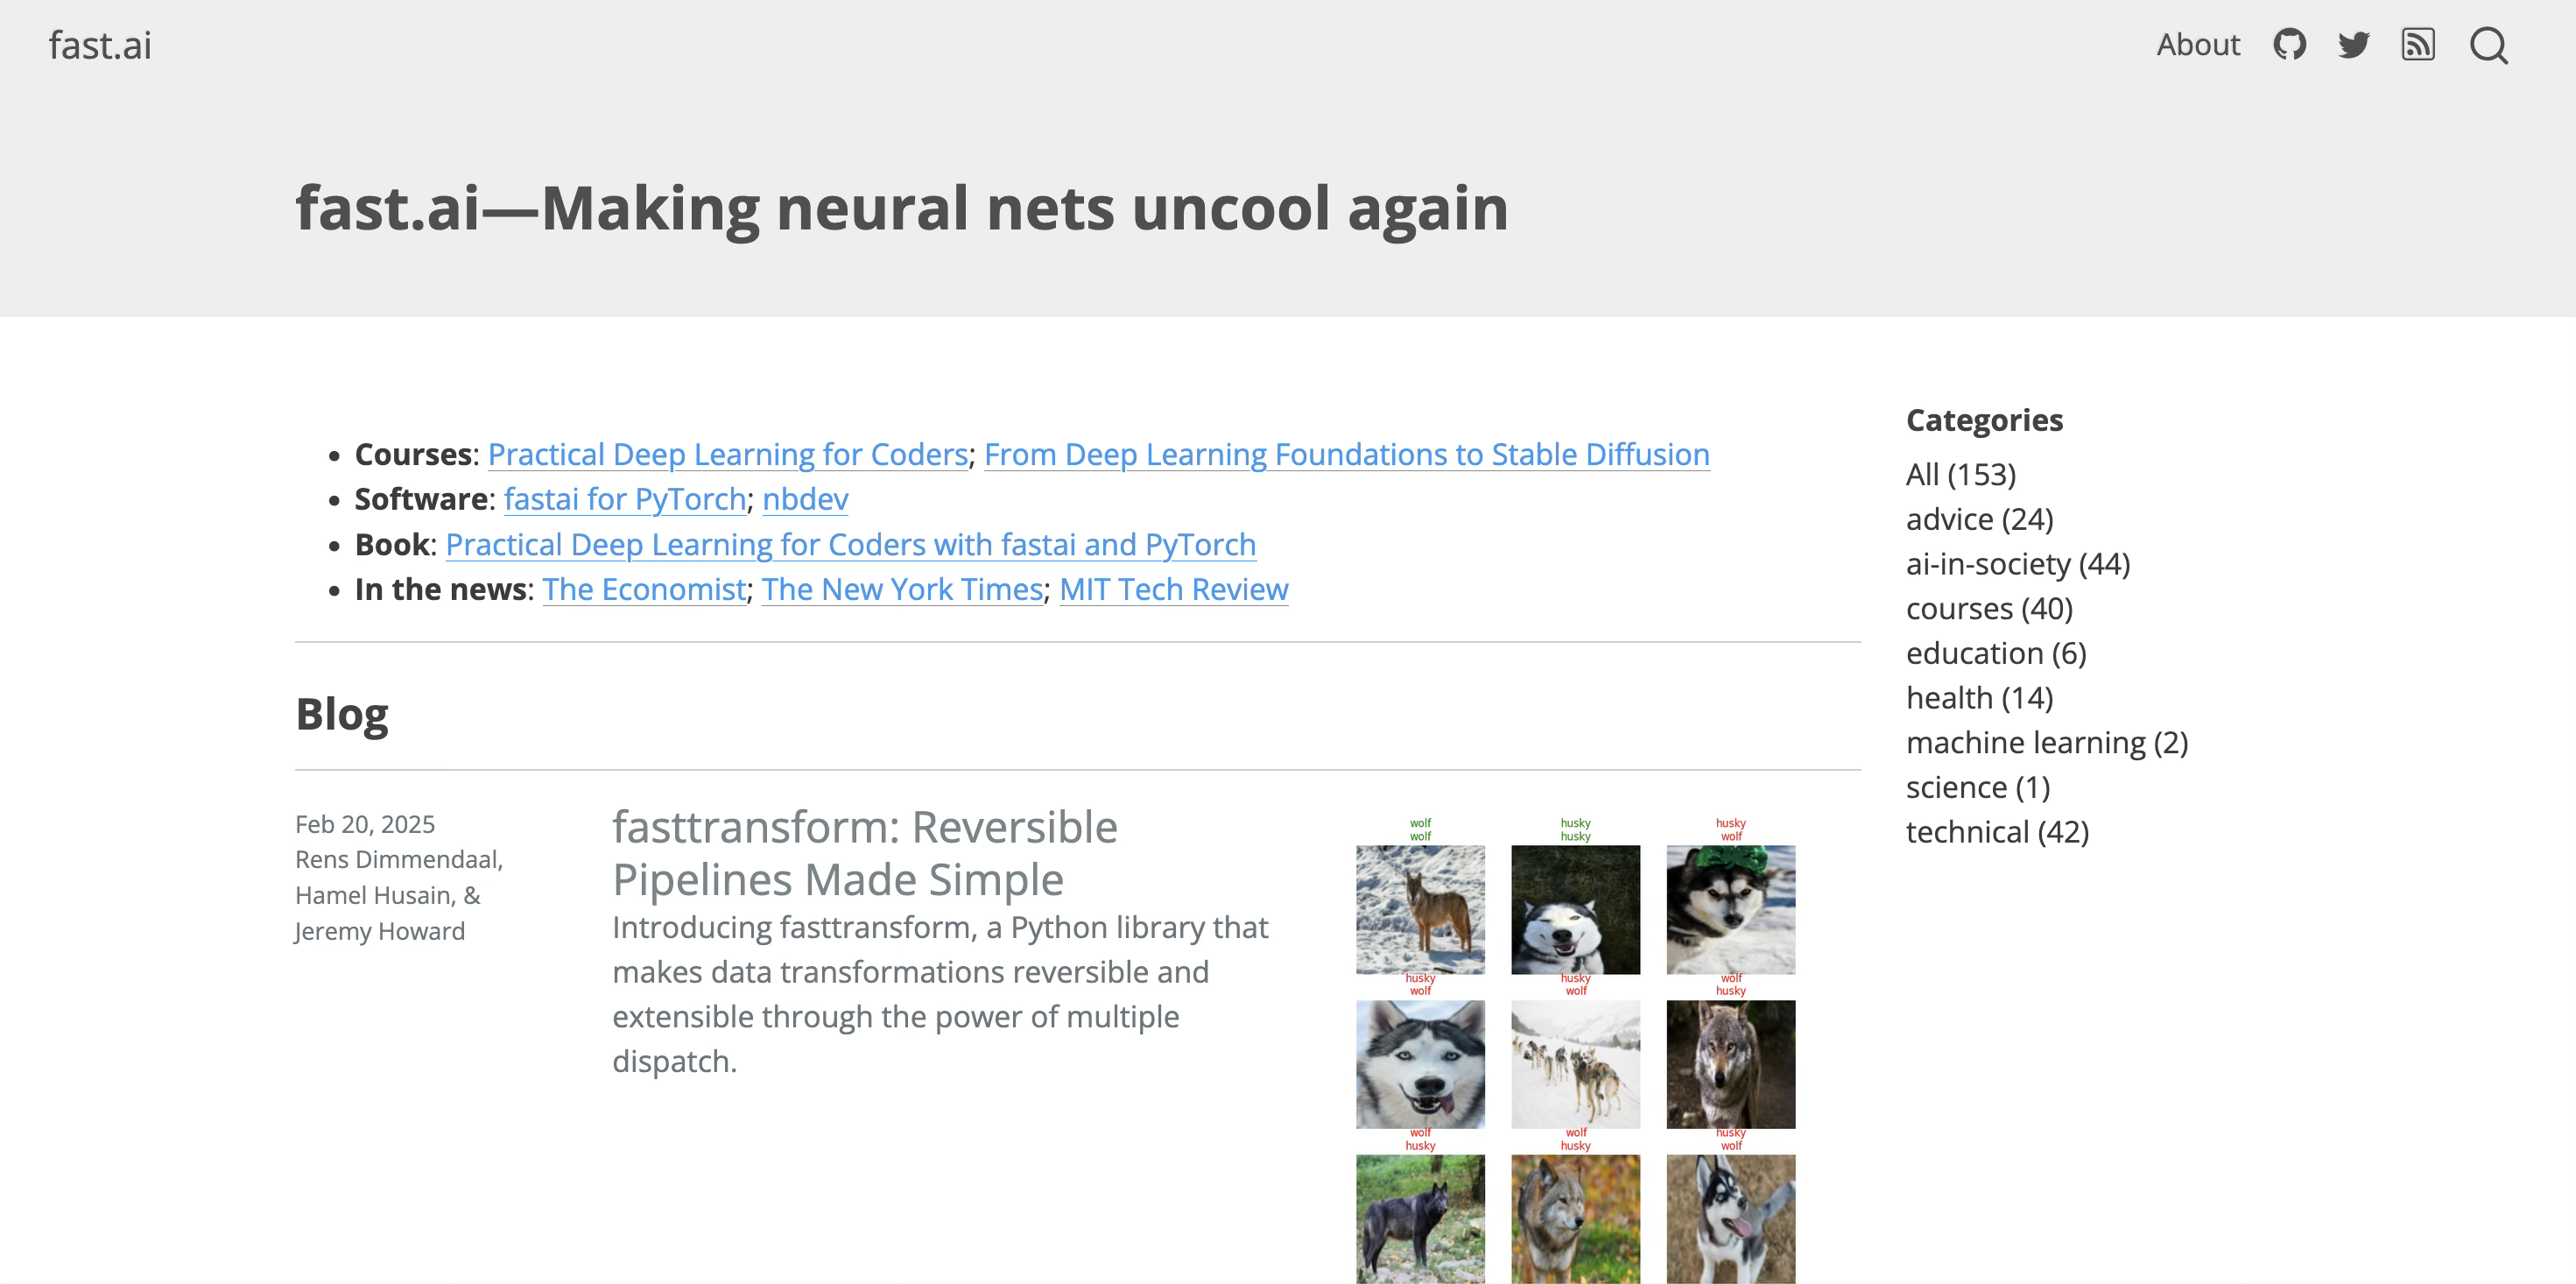 fast.ai
About
fast.ai—Making neural nets uncool again
Courses: Practical Deep Learning for Coders; From Deep Learning Foundations to Stable Diffusion
Software: fastai for PyTorch; nbdev
Book: Practical Deep Learning for Coders with fastai and PyTorch
In the news: The Economist; The New York Times; MIT Tech Review
Blog
Feb 20, 2025
Rens Dimmendaal,
Hamel Husain, &
Jeremy Howard
fasttransform: Reversible
Pipelines Made Simple
Introducing fasttransform, a Python library that
makes data transformations reversible and
extensible through the power of multiple
dispatch.
wolf
wolf
husky
husky
husky
wolf
husky
wolf
husky
wolf
wolf
husky
wolf
husky
wolf
husky
husky
wolf
Categories
All (153)
advice (24)
ai-in-society (44)
courses (40)
education (6)
health (14)
machine learning (2)
science (1)
technical (42)